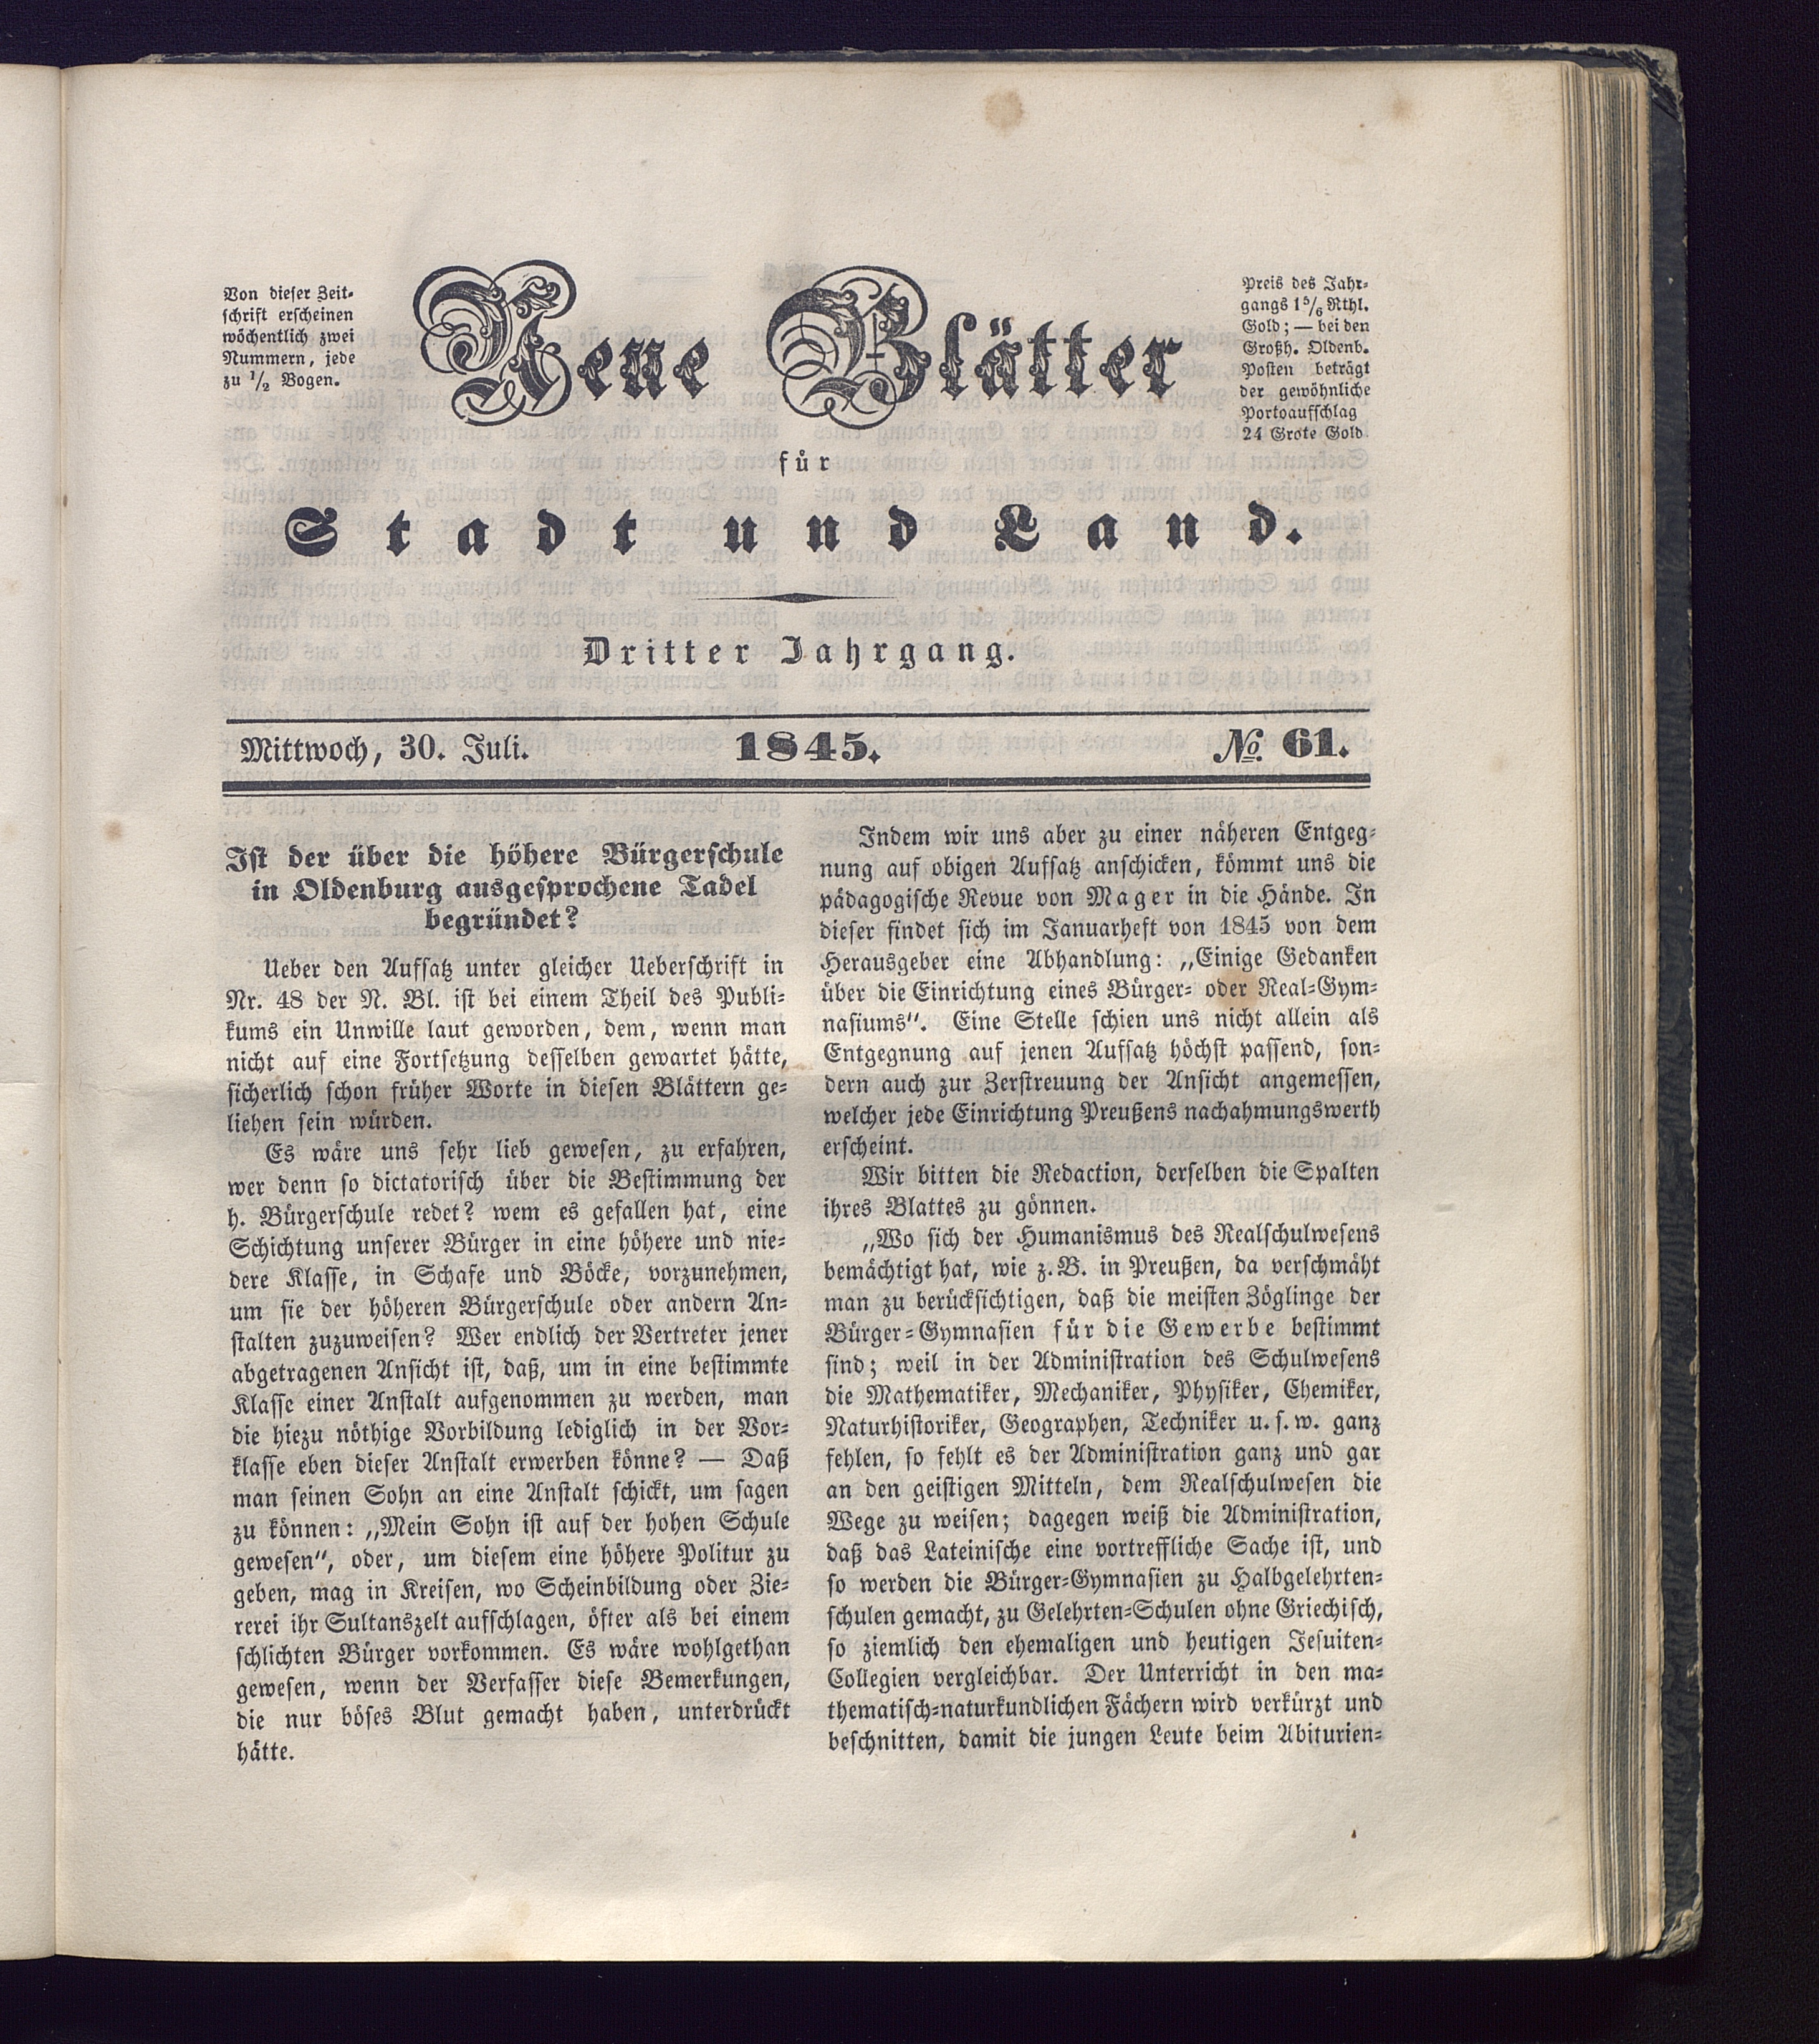 Von dieser Zeit-
schrift erscheinen
wöchentlich zwei
Nummern, jede
zu 1/2 Bogen.
Neue Blätter
für
Stadt und Land.
Preis des Jahr-
gangs 1 5/6 Rthl.
Gold; — bei den
Großh. Oldenb.
Posten beträgt
der gewöhnliche
Portoaufschlag
24 Grote Gold
Dritter Jahrgang.
Mittwoch, 30. Juli. 1845. No. 61.
Ist der über die höhere Bürgerschule
in Oldenburg ausgesprochene Tadel
begründet?
Ueber den Aufsatz unter gleicher Ueberschrift in
Nr. 48 der N. Bl. ist bei einem Theil des Publi-
kums ein Unwille laut geworden, dem, wenn man
nicht auf eine Fortsetzung desselben gewartet hätte,
sicherlich schon früher Worte in diesen Blättern ge-
liehen sein würden.
Es wäre uns sehr lieb gewesen, zu erfahren,
wer denn so dictatorisch über die Bestimmung der
h. Bürgerschule redet? wem es gefallen hat, eine
Schichtung unserer Bürger in eine höhere und nie-
dere Klasse, in Schafe und Böcke, vorzunehmen,
um sie der höheren Bürgerschule oder andern An-
stalten zuzuweisen? Wer endlich der Vertreter jener
abgetragenen Ansicht ist, daß, um in eine bestimmte
Klasse einer Anstalt aufgenommen zu werden, man
die hiezu nöthige Vorbildung lediglich in der Vor-
klasse eben dieser Anstalt erwerben könne? — Daß
man seinen Sohn an eine Anstalt schickt, um sagen
zu können: „Mein Sohn ist auf der hohen Schule
gewesen“, oder, um diesem eine höhere Politur zu
geben, mag in Kreisen, wo Scheinbildung oder Zie-
rerei ihr Sultanszelt aufschlagen, öfter als bei einem
schlichten Bürger vorkommen. Es wäre wohlgethan
gewesen, wenn der Verfasser diese Bemerkungen,
die nur böses Blut gemacht haben, unterdrückt
hätte.
Indem wir uns aber zu einer näheren Entgeg-
nung auf obigen Aufsatz anschicken, kömmt uns die
pädagogische Revue von Mager in die Hände. In
dieser findet sich im Januarheft von 1845 von dem
Herausgeber eine Abhandlung: „Einige Gedanken
über die Einrichtung eines Bürger- oder Real-Gym-
nasiums“. Eine Stelle schien uns nicht allein als
Entgegnung auf jenen Aufsatz höchst passend, son-
dern auch zur Zerstreuung der Ansicht angemessen,
welcher jede Einrichtung Preußens nachahmungswerth
erscheint.
Wir bitten die Redaction, derselben die Spalten
ihres Blattes zu gönnen.
„Wo sich der Humanismus des Realschulwesens
bemächtigt hat, wie z. B. in Preußen, da verschmäht
man zu berücksichtigen, daß die meisten Zöglinge der
Bürger-Gymnasien für die Gewerbe bestimmt
sind; weil in der Administration des Schulwesens
die Mathematiker, Mechaniker, Physiker, Chemiker,
Naturhistoriker, Geographen, Techniker u. s. w. ganz
fehlen, so fehlt es der Administration ganz und gar
an den geistigen Mitteln, dem Realschulwesen die
Wege zu weisen; dagegen weiß die Administration,
daß das Lateinische eine vortreffliche Sache ist, und
so werden die Bürger-Gymnasien zu Halbgelehrten-
schulen gemacht, zu Gelehrten-Schulen ohne Griechisch,
so ziemlich den ehemaligen und heutigen Jesuiten-
Collegien vergleichbar. Der Unterricht in den ma-
thematisch-naturkundlichen Fächern wird verkürzt und
beschnitten, damit die jungen Leute beim Abiturien-